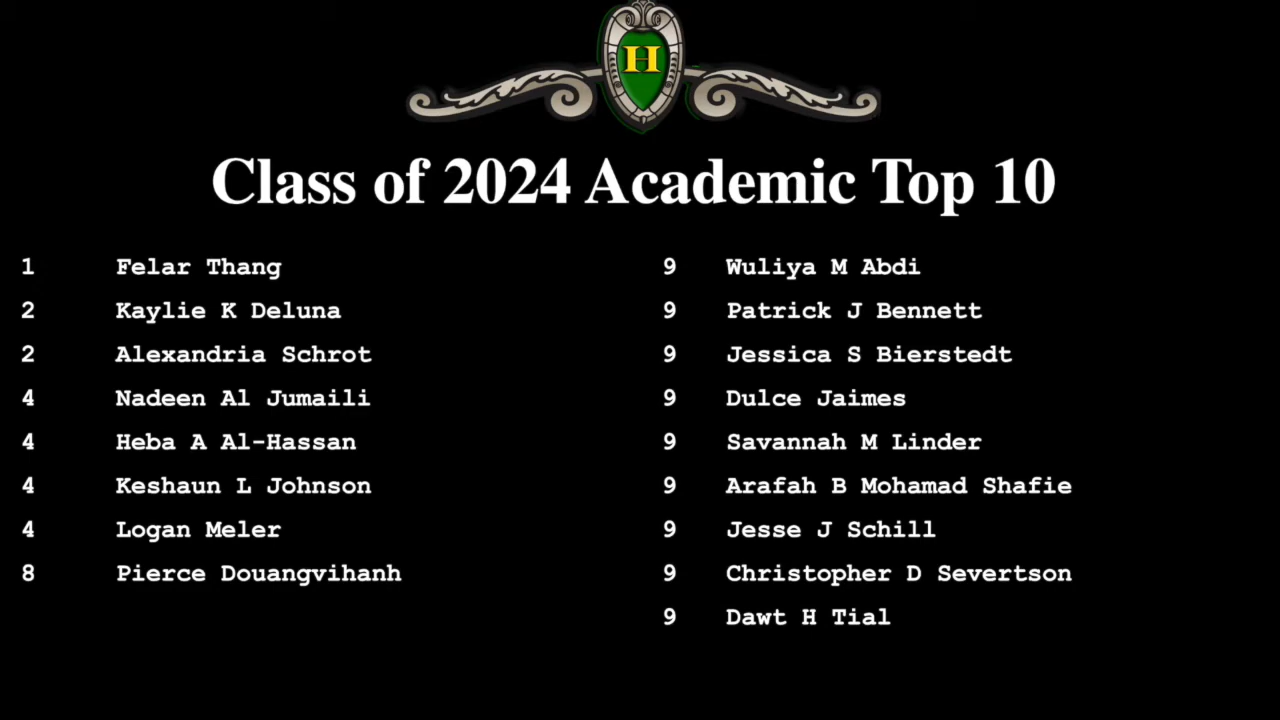 H
Class of 2024 Academic Top 10
1 Felar Thang
2 Kaylie K Deluna
2 Alexandria Schrot
4 Nadeen Al Jumaili
4 Heba A Al-Hassan
4 Keshaun L Johnson
4 Logan Meler
8 Pierce Douangvihanh
9 Wuliya M Abdi
9 Patrick J Bennett
9 Jessica S Bierstedt
9 Dulce Jaimes
9 Savannah M Linder
9 Arafah B Mohamad Shafie
9 Jesse J Schill
9 Christopher D Severtson
9 Dawt H Tial